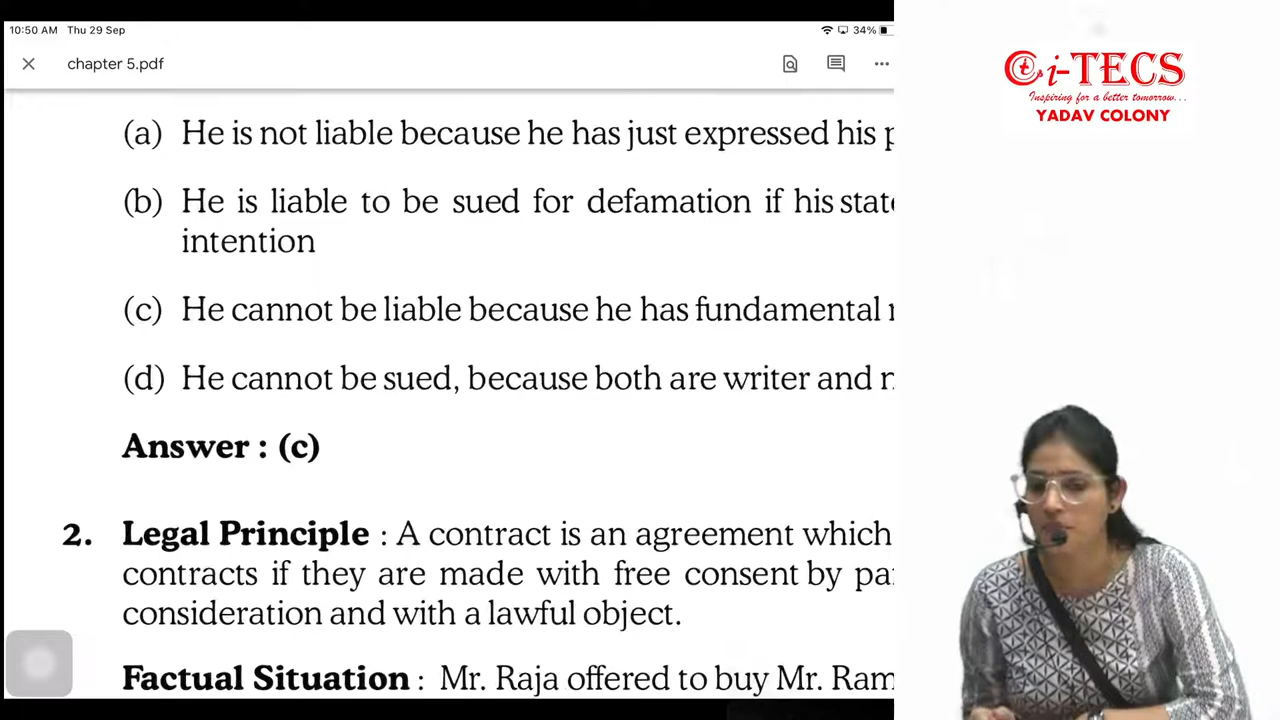 10:50 AM Thu 29 Sep
34%
chapter 5.pdf
(a) He is not liable because he has just expressed his
(b) He is liable to be sued for defamation if his
intention
(c) He cannot be liable because he has fundamental
(d) He cannot be sued, because both are writer and
Answer : (c)
2. Legal Principle : A contract is an agreement which
contracts if they are made with free consent by
consideration and with a lawful object.
Factual Situation : Mr. Raja offered to buy Mr.
i-TECS
Inspiring for a better tomorrow...
YADAV COLONY